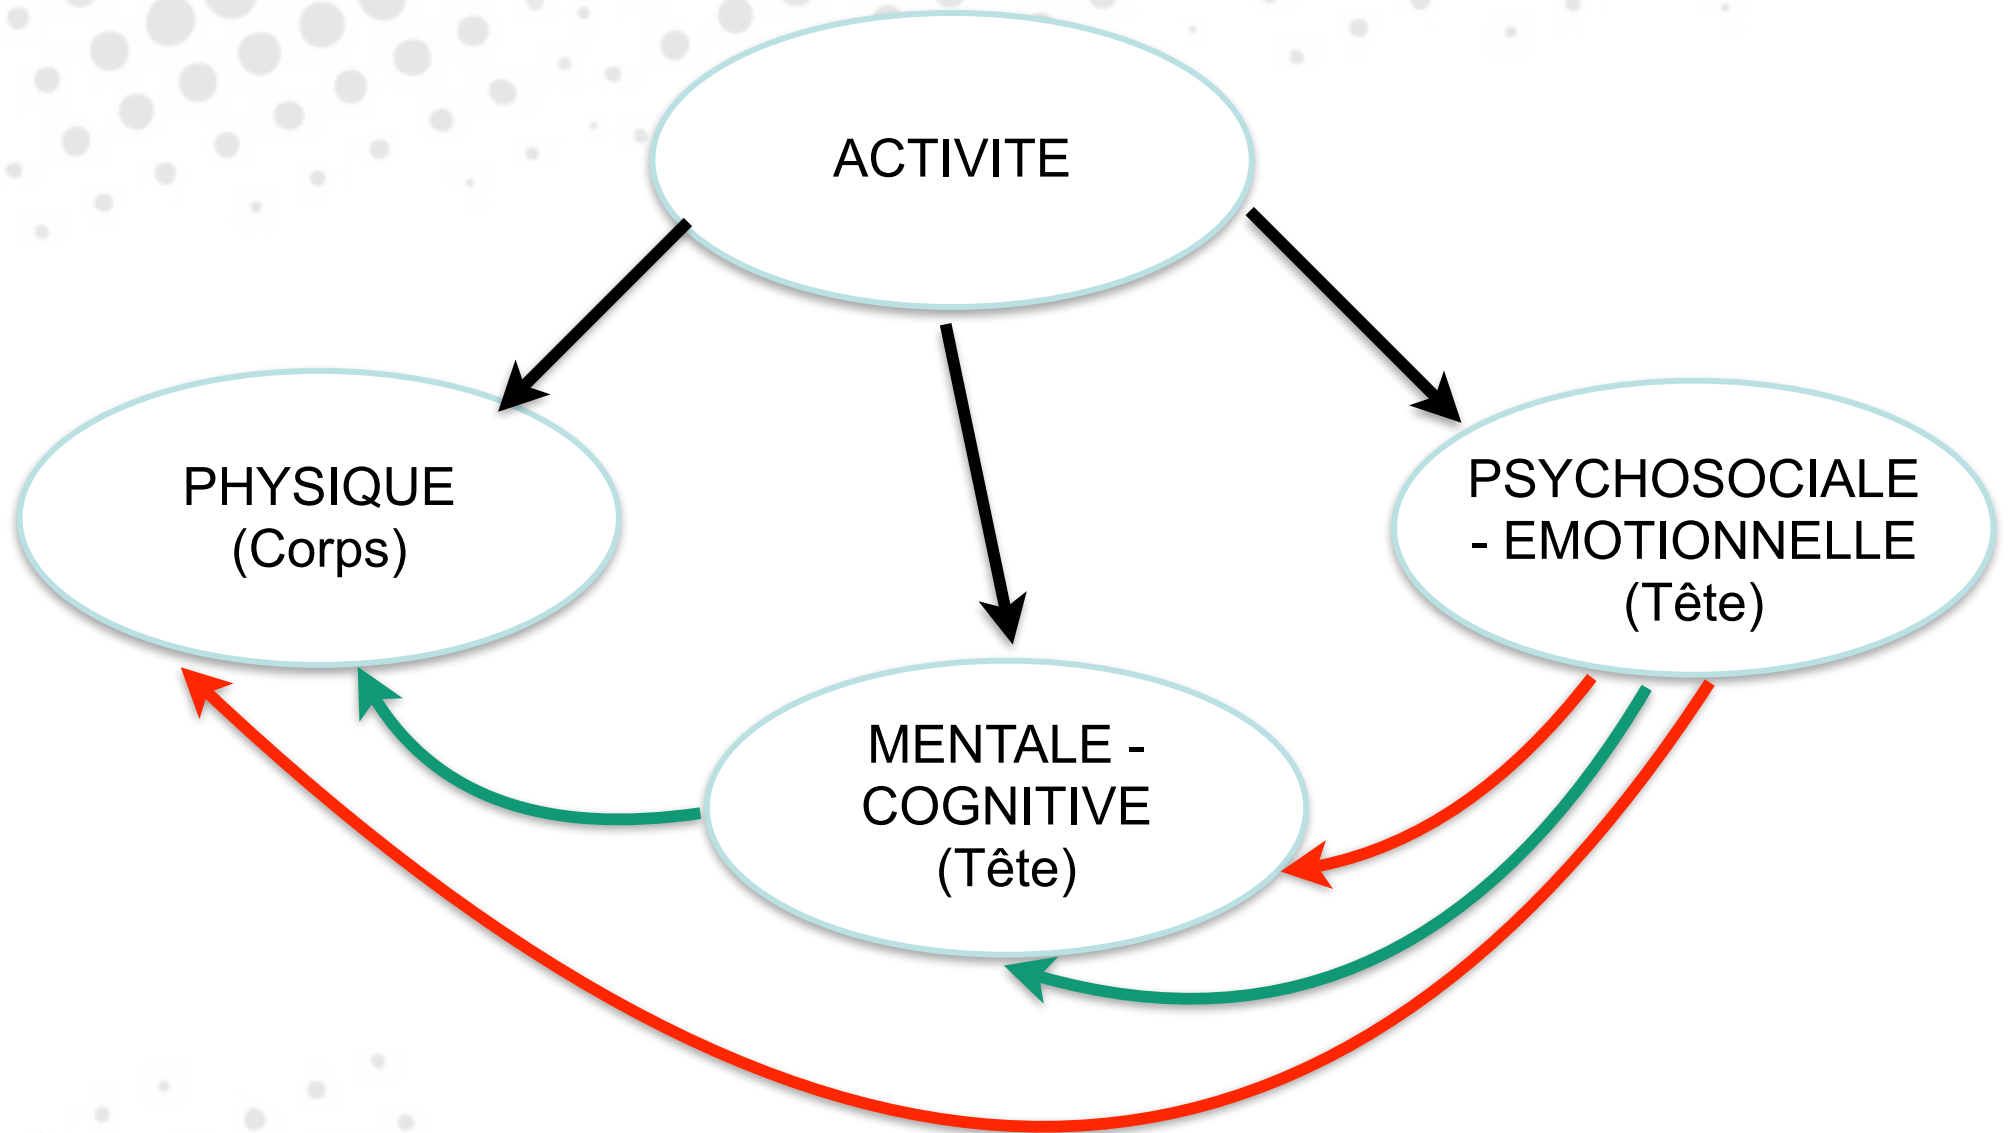 ACTIVITE
PHYSIQUE
(Corps)
PSYCHOSOCIALE
- EMOTIONNELLE
(Tête)
MENTALE -
COGNITIVE
(Tête)